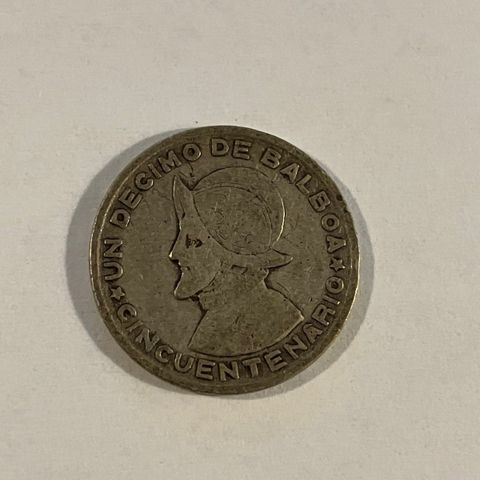 UN DECIMO DE BALBOA
CINCUENTENARIO